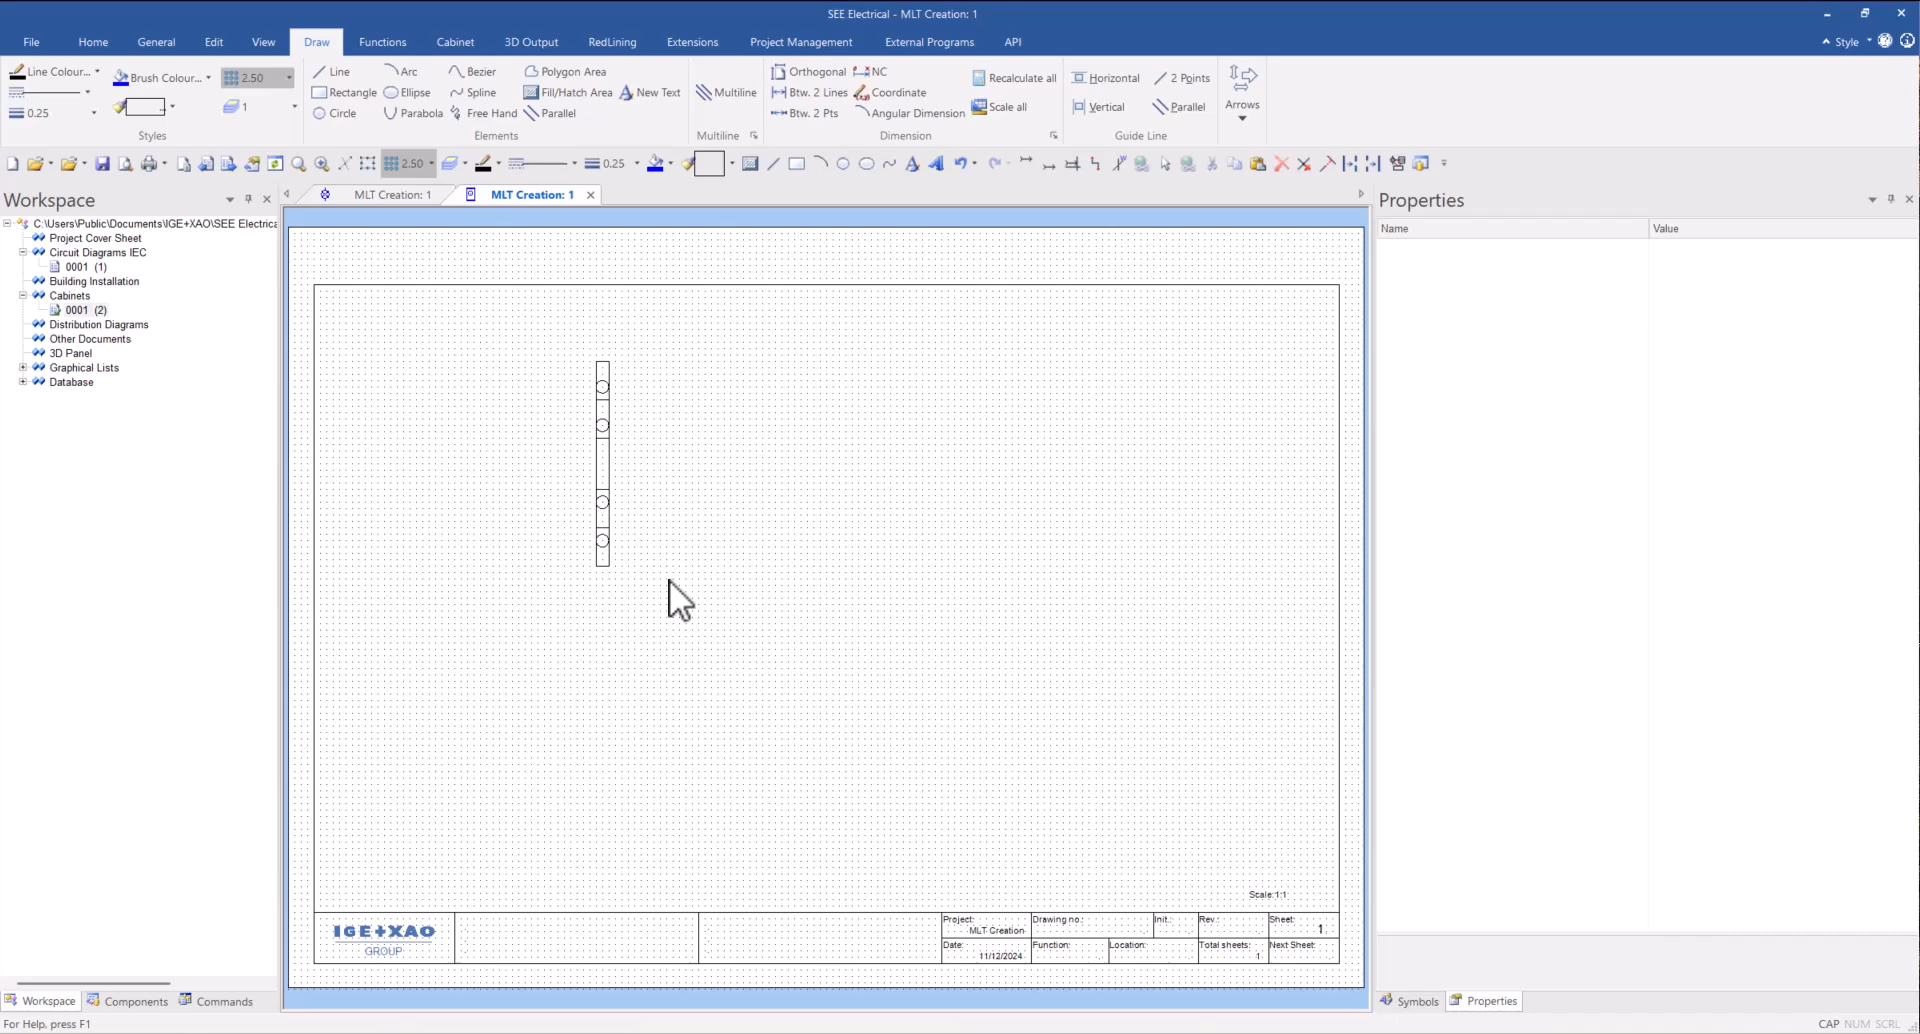 SEE Electrical - MLT Creation: 1
File Home General Edit View Draw Functions Cabinet 3D Output RedLining Extensions Project Management External Programs API Style
Line Colour... Brush Colour... 2.50 Line Arc Bezier Polygon Area Orthogonal NC Recalculate all Horizontal 2 Points
Rectangle Ellipse Spline Fill/Hatch Area New Text Multiline Btw. 2 Lines Coordinate Arrows
0.25 1 Circle Parabola Free Hand Parallel Btw. 2 Pts Angular Dimension Scale all Vertical Parallel
Styles Elements Multiline Dimension Guide Line
2.50 0.25
Workspace MLT Creation: 1 MLT Creation: 1 Properties
C:\Users\Public\Documents\IGE+XAO\SEE Electrica
Name Value
Project Cover Sheet
Circuit Diagrams IEC
0001 (1)
Building Installation
Cabinets
0001 (2)
Distribution Diagrams
Other Documents
3D Panel
Graphical Lists
Database
Scale:1:1
IGE+XAO
GROUP
Project: Drawing no.: Init.: Rev.: Sheet:
MLT Creation 1
Date: Function: Location: Total sheets: Next Sheet:
11/12/2024 1
Workspace Components Commands Symbols Properties
For Help, press F1 CAP NUM SCRL